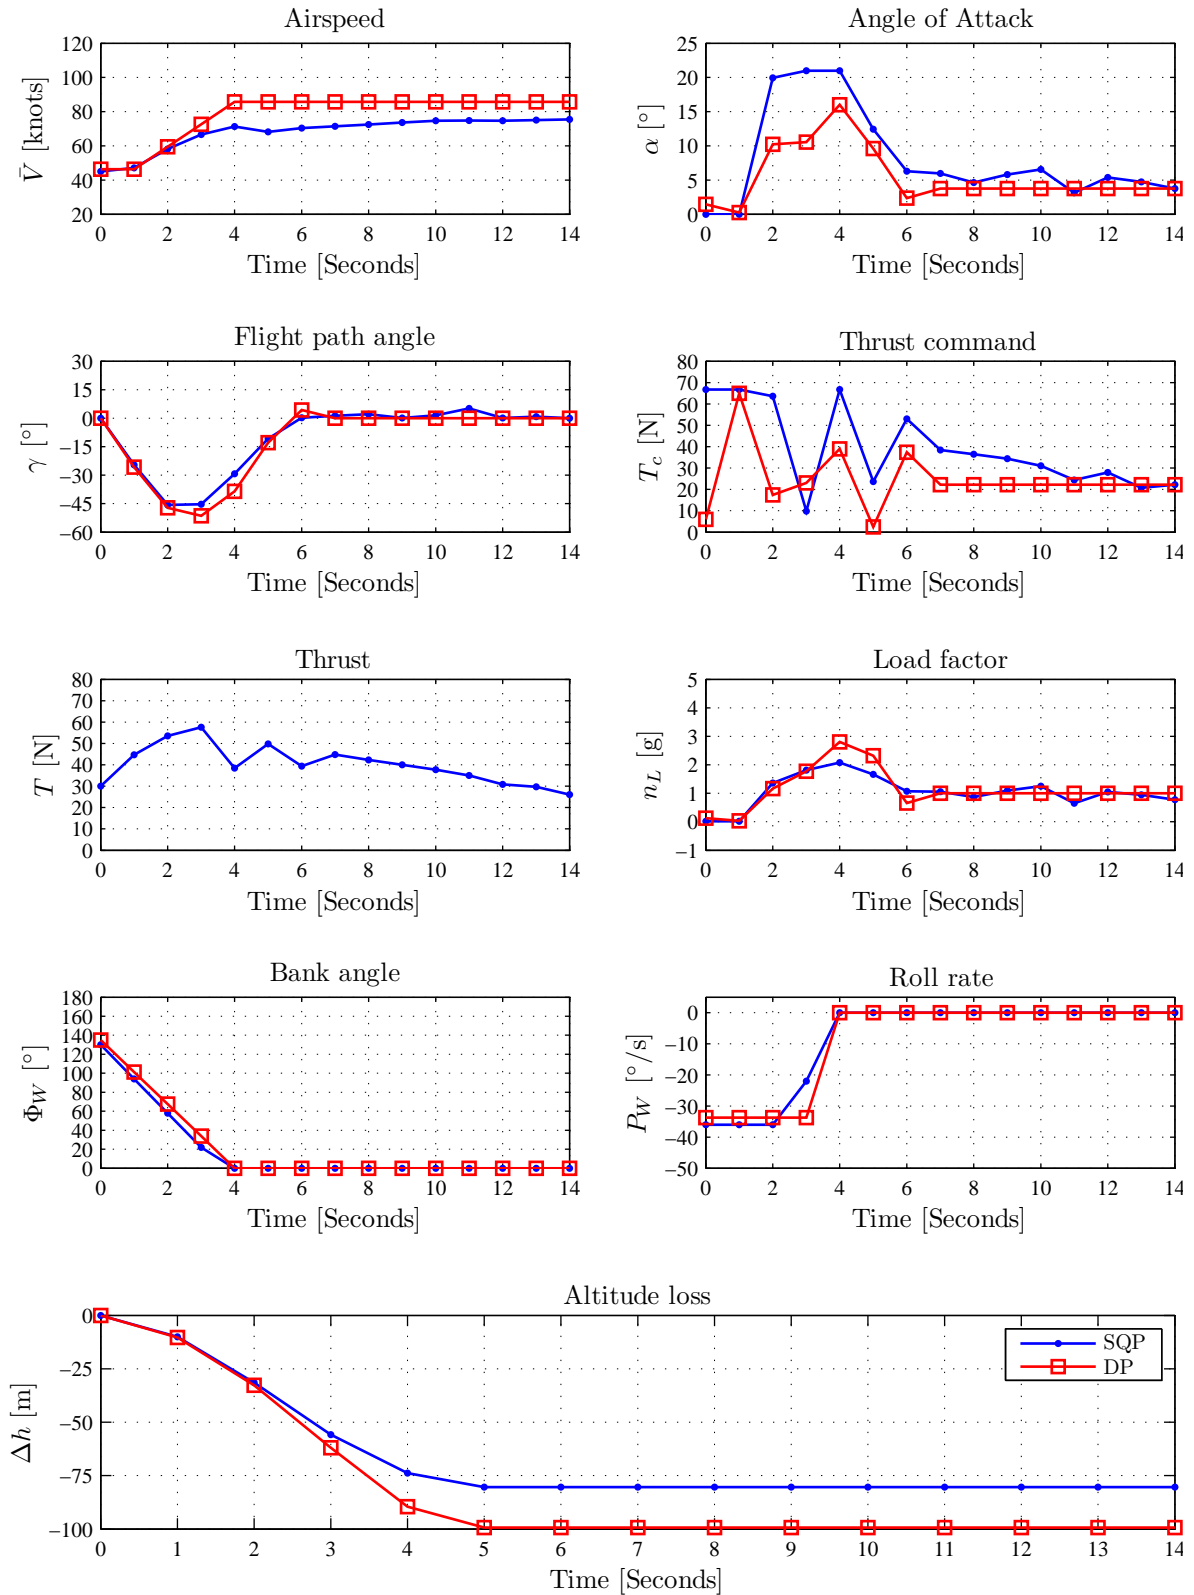 Airspeed
120
100
80
60
40
20
V̄ [knots]
0 2 4 6 8 10 12 14
Time [Seconds]
Angle of Attack
25
20
15
10
5
0
α [°]
0 2 4 6 8 10 12 14
Time [Seconds]
Flight path angle
30
15
0
−15
−30
−45
−60
γ [°]
0 2 4 6 8 10 12 14
Time [Seconds]
Thrust command
80
70
60
50
40
30
20
10
0
T_c [N]
0 2 4 6 8 10 12 14
Time [Seconds]
Thrust
80
70
60
50
40
30
20
10
0
T [N]
0 2 4 6 8 10 12 14
Time [Seconds]
Load factor
5
4
3
2
1
0
−1
n_L [g]
0 2 4 6 8 10 12 14
Time [Seconds]
Bank angle
180
160
140
120
100
80
60
40
20
0
Φ_W [°]
0 2 4 6 8 10 12 14
Time [Seconds]
Roll rate
0
−10
−20
−30
−40
−50
P_W [°/s]
0 2 4 6 8 10 12 14
Time [Seconds]
Altitude loss
0
−25
−50
−75
−100
Δh [m]
SQP
DP
0 1 2 3 4 5 6 7 8 9 10 11 12 13 14
Time [Seconds]